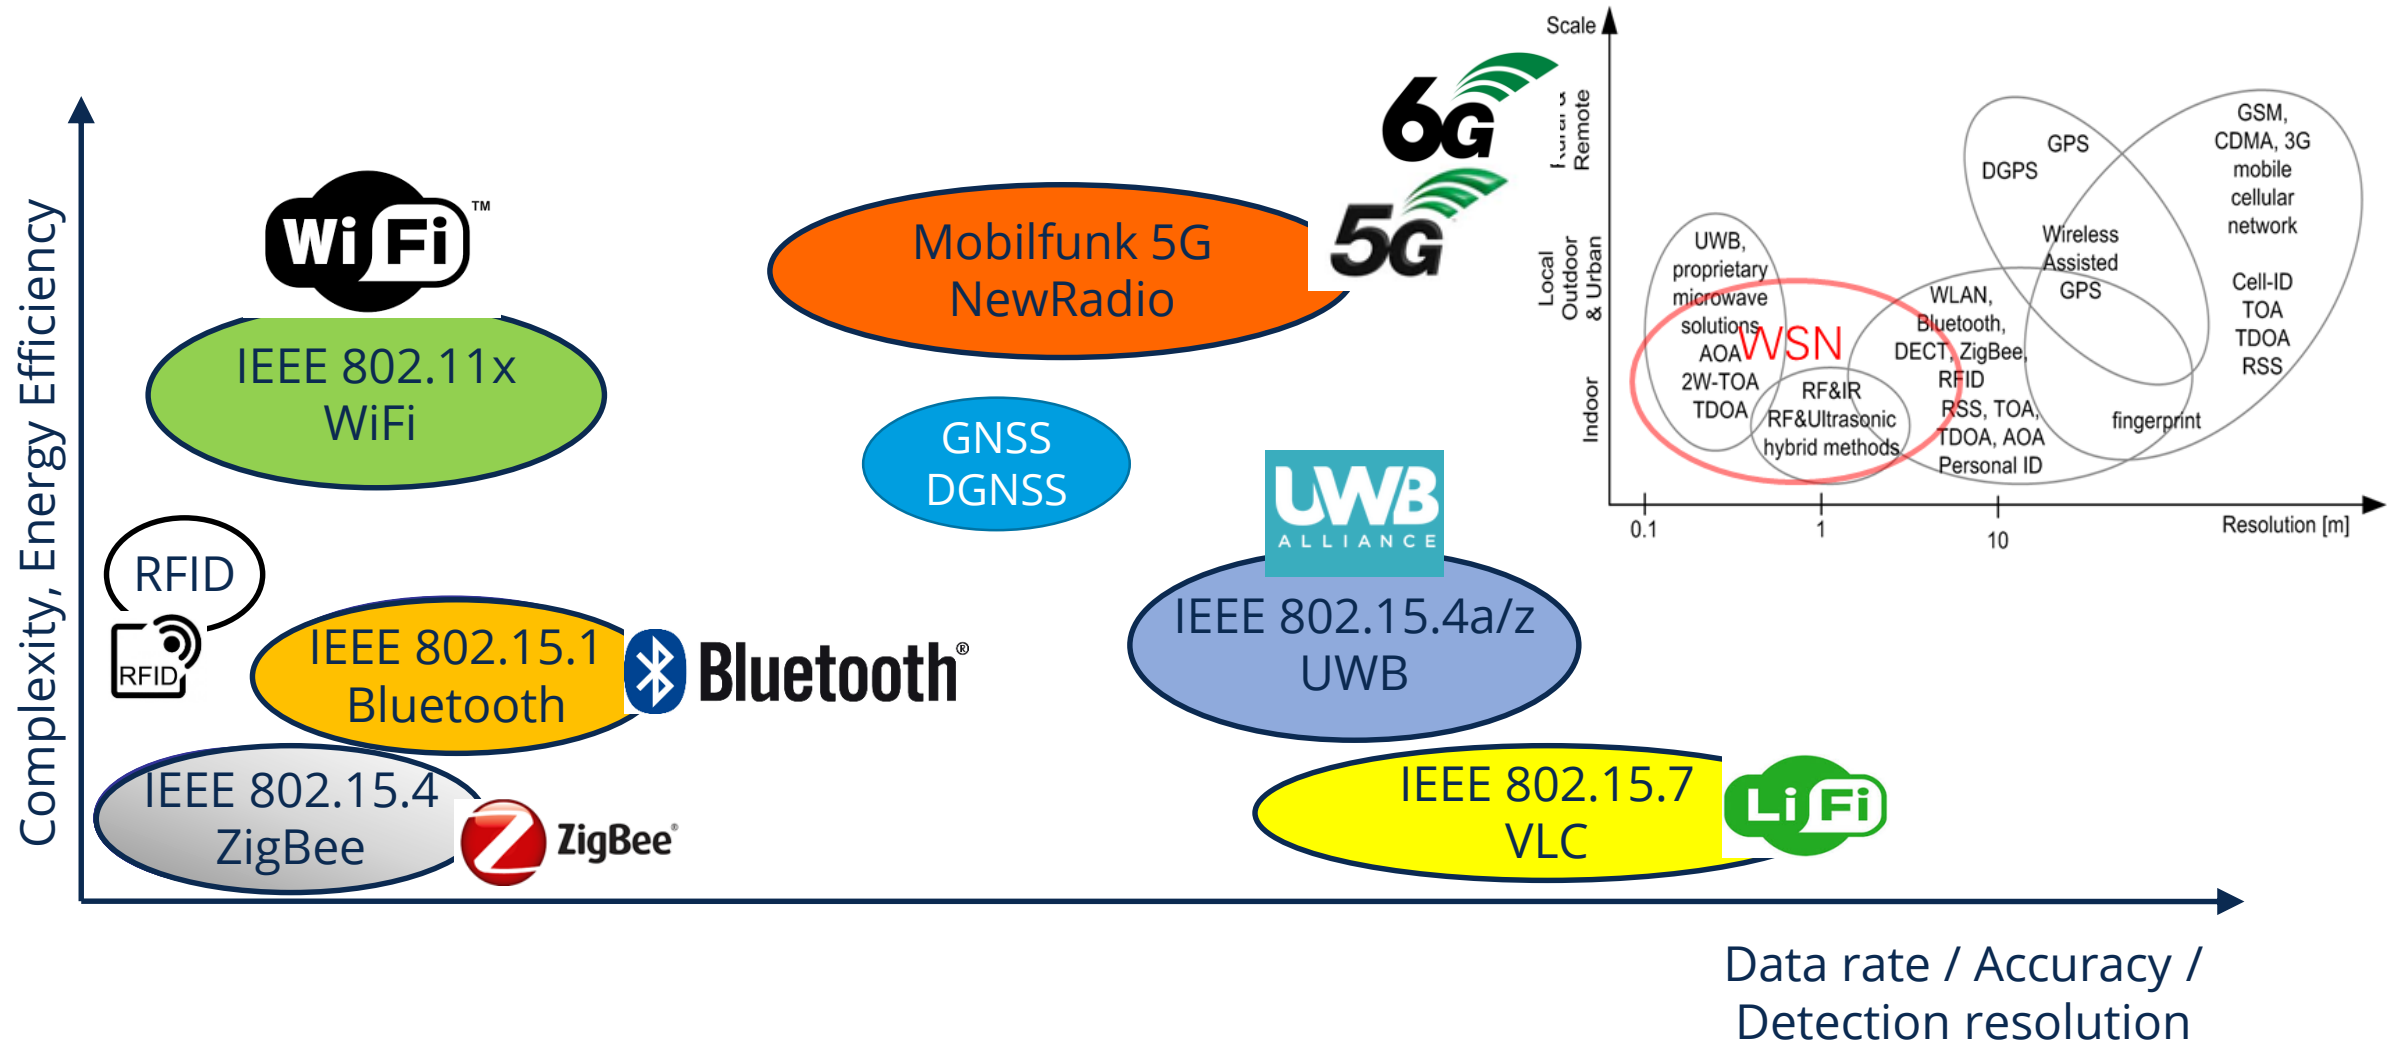 Complexity, Energy Efficiency
WiFi™
IEEE 802.11x
WiFi
RFID
RFID
IEEE 802.15.1
Bluetooth
Bluetooth®
IEEE 802.15.4
ZigBee
ZigBee®
6G
Mobilfunk 5G
NewRadio
5G
GNSS
DGNSS
UWB
ALLIANCE
IEEE 802.15.4a/z
UWB
IEEE 802.15.7
VLC
LiFi
Data rate / Accuracy /
Detection resolution
Scale
Remote
Local
Outdoor
& Urban
Indoor
UWB,
proprietary
microwave
solutions
AOA
2W-TOA
TDOA
WSN
RF&IR
RF&Ultrasonic
hybrid methods
WLAN,
Bluetooth,
DECT, ZigBee,
RFID
RSS, TOA,
TDOA, AOA
Personal ID
GPS
DGPS
Wireless
Assisted
GPS
fingerprint
GSM,
CDMA, 3G
mobile
cellular
network
Cell-ID
TOA
TDOA
RSS
0.1
1
10
Resolution [m]